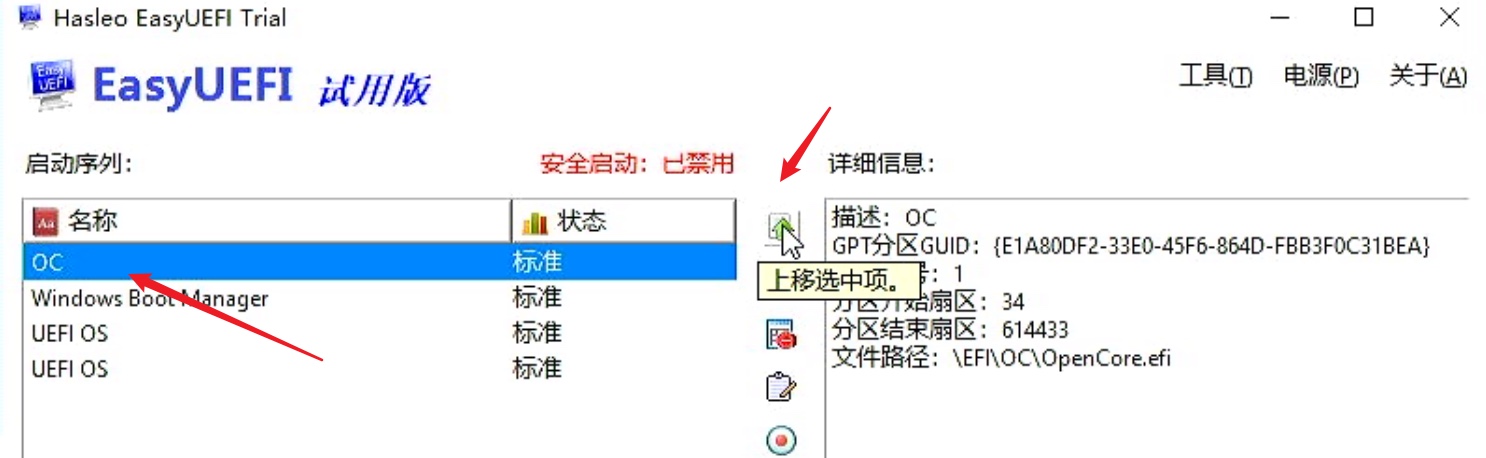 Hasleo EasyUEFI Trial
EasyUEFI 试用版
工具(T) 电源(P) 关于(A)
启动序列:
安全启动: 已禁用
名称 状态
OC 标准
Windows Boot Manager 标准
UEFI OS 标准
UEFI OS 标准
上移选中项。
详细信息:
描述: OC
GPT分区GUID: {E1A80DF2-33E0-45F6-864D-FBB3F0C31BEA}
号: 1
分区开始扇区: 34
分区结束扇区: 614433
文件路径: \EFI\OC\OpenCore.efi